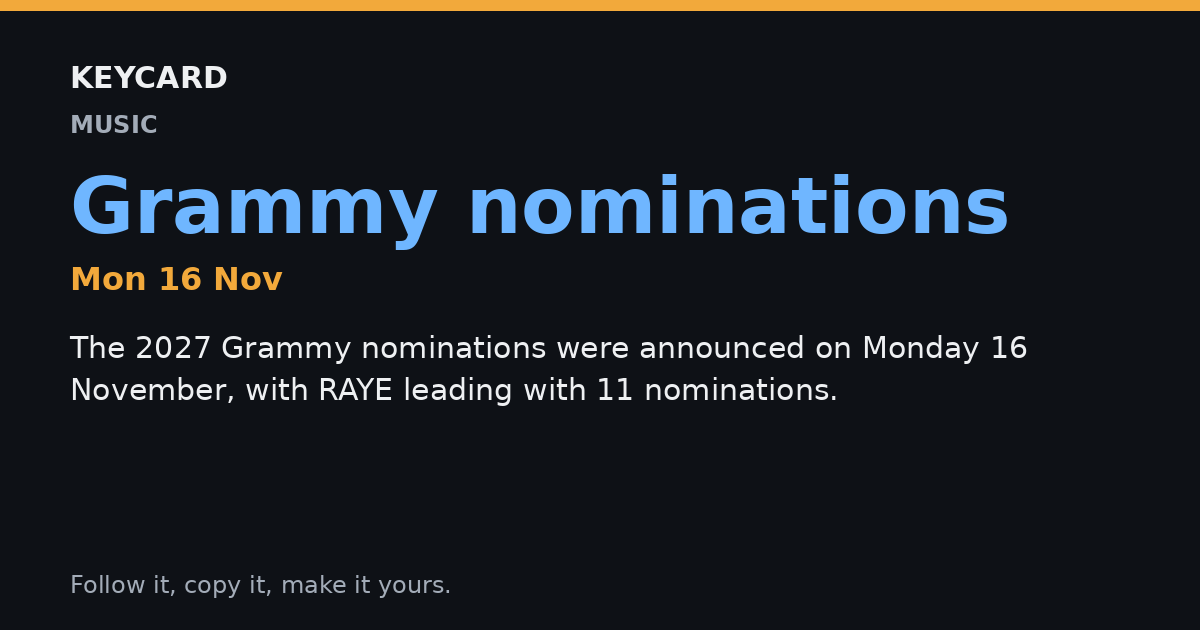 KEYCARD
MUSIC
Grammy nominations
Mon 16 Nov
The 2027 Grammy nominations were announced on Monday 16
November, with RAYE leading with 11 nominations.
Follow it, copy it, make it yours.